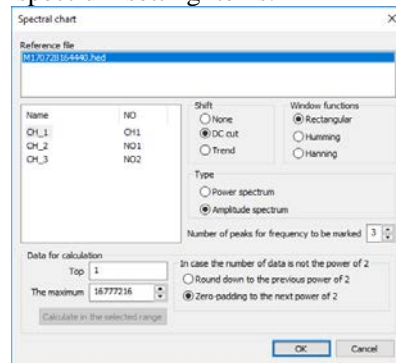 Spectral chart
Reference file
M170728164440.hed
Name NO
CH_1 CH1
CH_2 NO1
CH_3 NO2
Shift
None
DC cut
Trend
Window functions
Rectangular
Humming
Hanning
Type
Power spectrum
Amplitude spectrum
Number of peaks for frequency to be marked 3
Data for calculation
Top 1
The maximum 16777216
Calculate in the selected range
In case the number of data is not the power of 2
Round down to the previous power of 2
Zero-padding to the next power of 2
OK Cancel